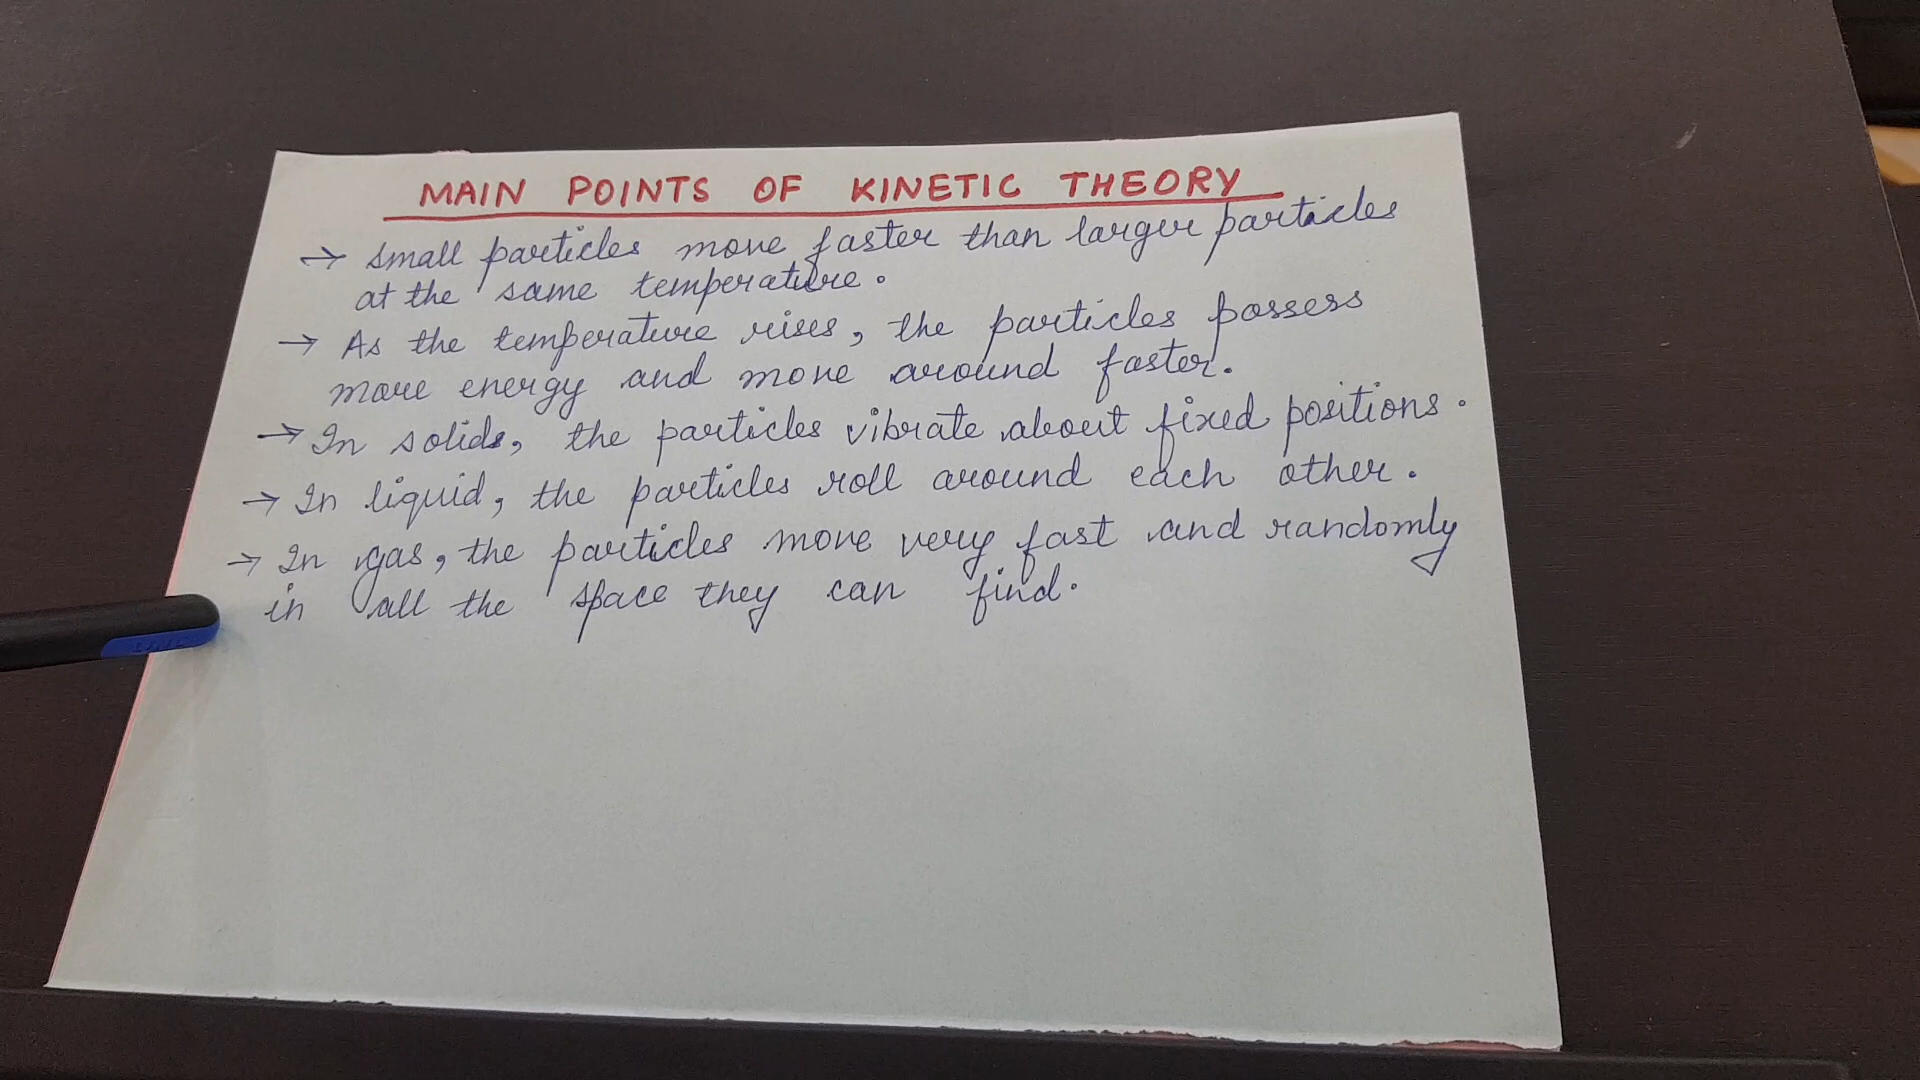 MAIN POINTS OF KINETIC THEORY
→ Small particles move faster than larger particles
at the same temperature.
→ As the temperature rises, the particles possess
more energy and move around faster.
→ In solids, the particles vibrate about fixed positions.
→ In liquid, the particles roll around each other.
→ In gas, the particles move very fast and randomly
in all the space they can find.